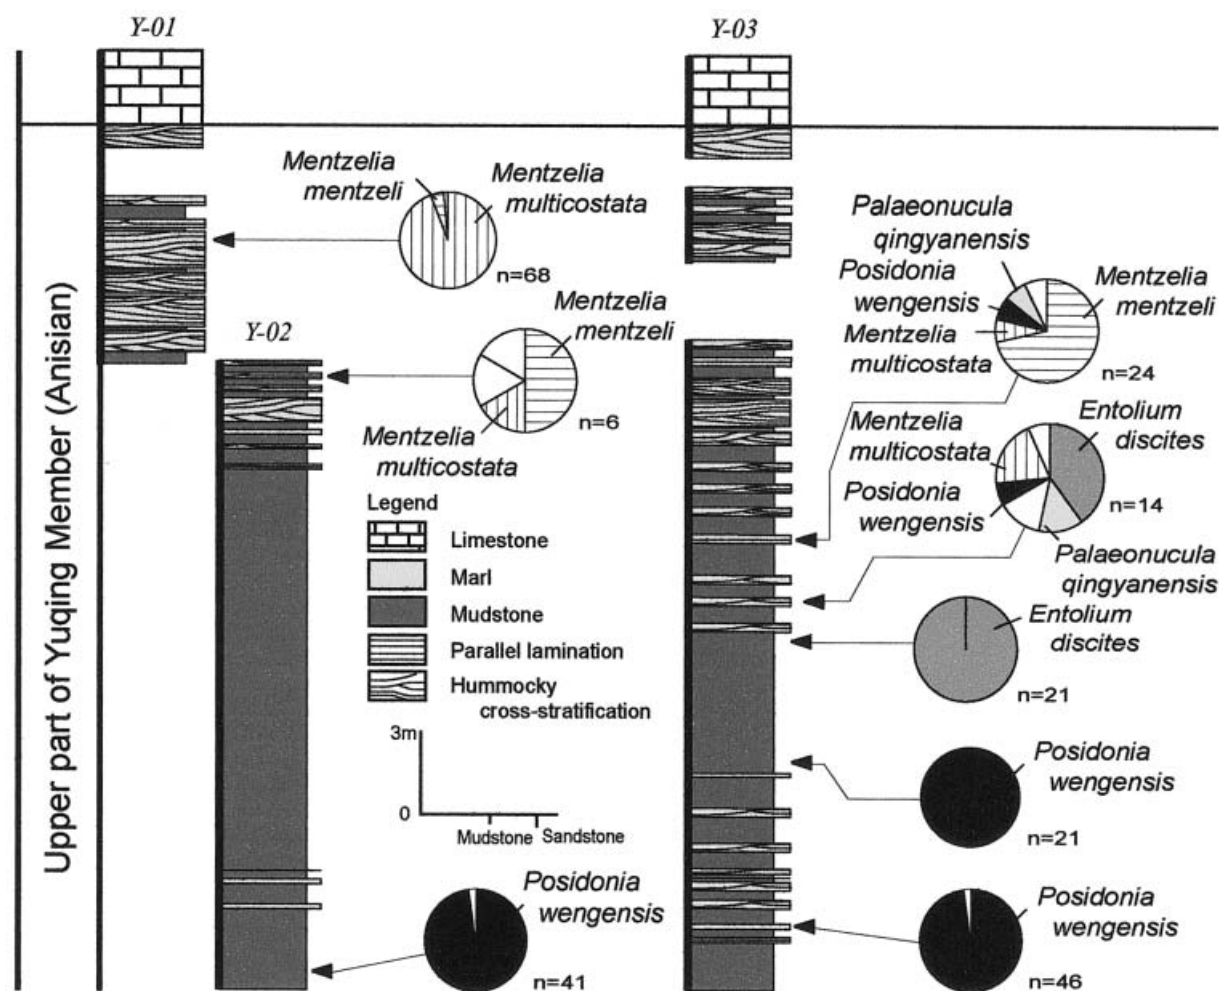 Y-01
Y-03
Mentzelia
mentzeli
Mentzelia
multicostata
n=68
Palaeonucula
qingyanensis
Posidonia
wengensis
Mentzelia
multicostata
Mentzelia
mentzeli
n=24
Y-02
Mentzelia
mentzeli
Mentzelia
multicostata
n=6
Mentzelia
multicostata
Posidonia
wengensis
Entolium
discites
n=14
Palaeonucula
qingyanensis
Upper part of Yuqing Member (Anisian)
Legend
Limestone
Marl
Mudstone
Parallel lamination
Hummocky
cross-stratification
Entolium
discites
n=21
3m
0
Mudstone
Sandstone
Posidonia
wengensis
n=21
Posidonia
wengensis
n=41
Posidonia
wengensis
n=46